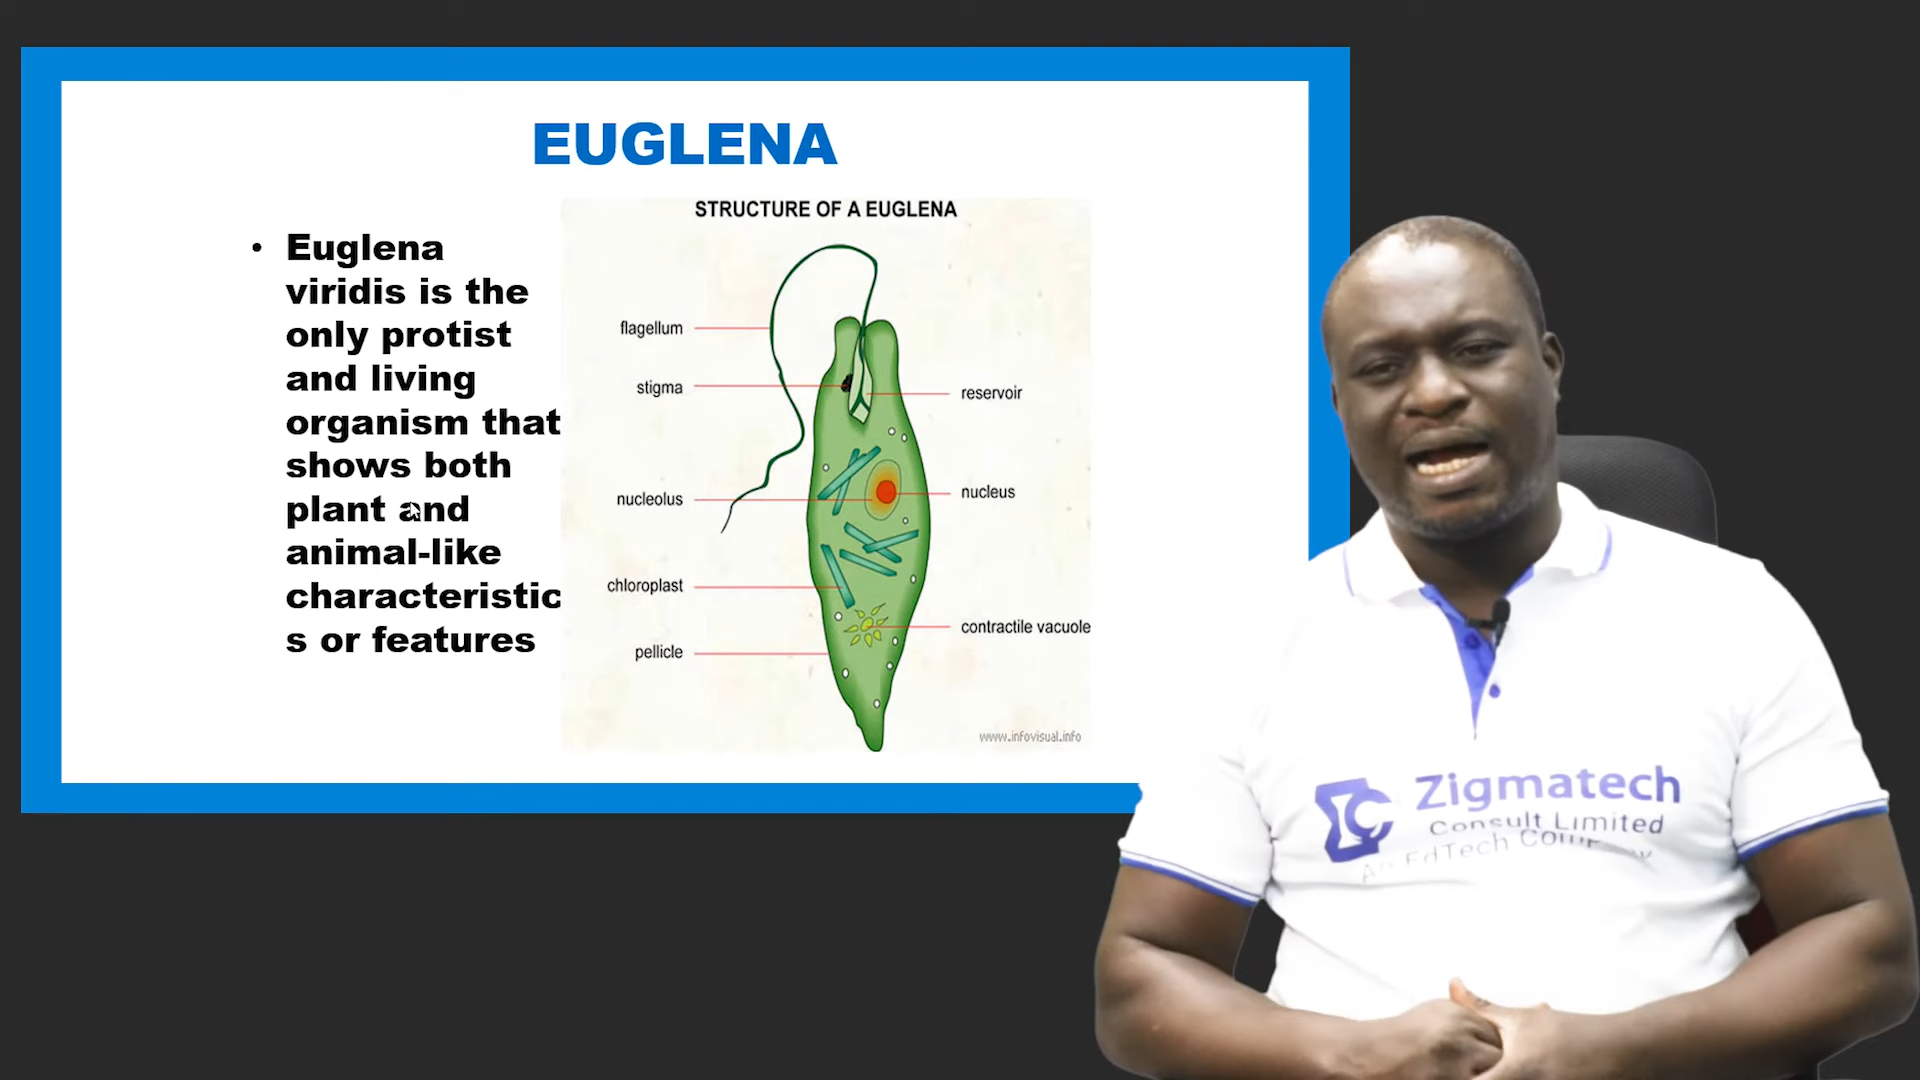 EUGLENA
• Euglena
viridis is the
only protist
and living
organism that
shows both
plant and
animal-like
characteristic
s or features
STRUCTURE OF A EUGLENA
flagellum
stigma
nucleolus
chloroplast
pellicle
reservoir
nucleus
contractile vacuole
www.infovisual.info
Zigmatech
Consult Limited
EdTech